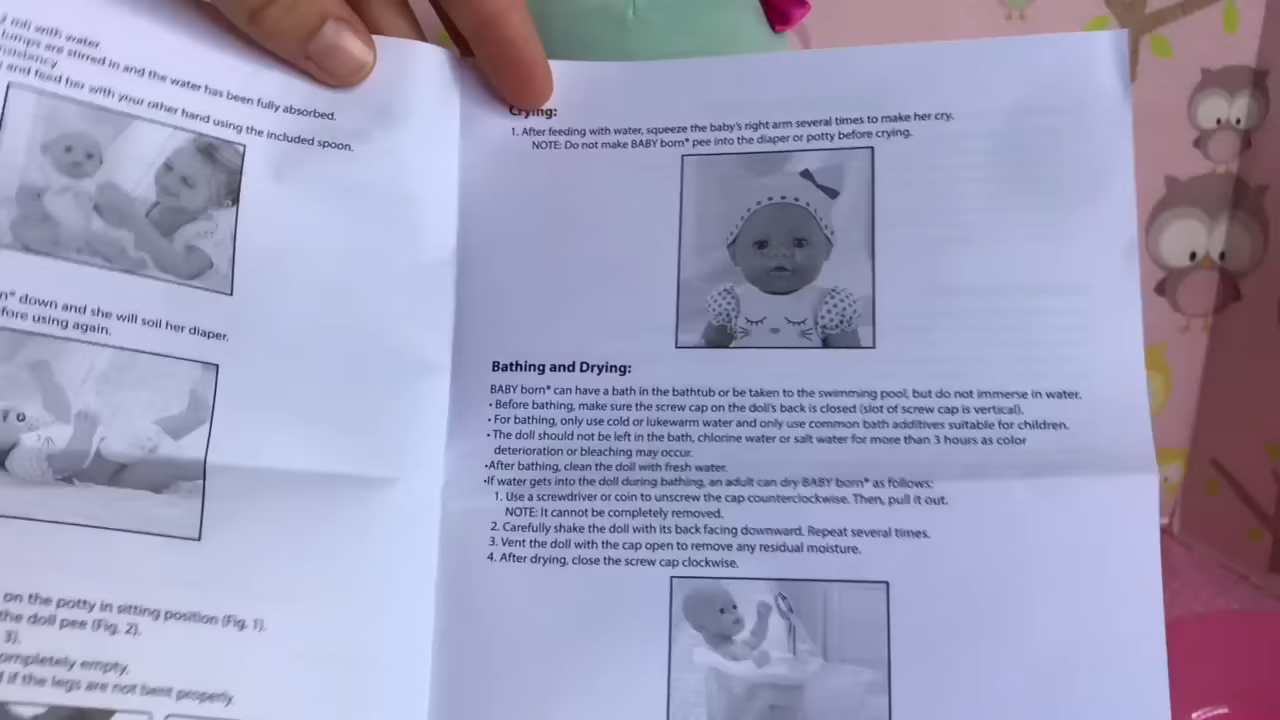 with water.
lumps are stirred in and the water has been fully absorbed.
and feed her with your other hand using the included spoon.
down and she will soil her diaper.
fore using again.
on the potty in sitting position (Fig. 1).
the doll pee (Fig. 2).
3).
ompletely empty.
if the legs are not bent properly.
Crying:
1. After feeding with water, squeeze the baby's right arm several times to make her cry.
NOTE: Do not make BABY born® pee into the diaper or potty before crying.
Bathing and Drying:
BABY born® can have a bath in the bathtub or be taken to the swimming pool, but do not immerse in water.
• Before bathing, make sure the screw cap on the doll's back is closed (slot of screw cap is vertical).
• For bathing, only use cold or lukewarm water and only use common bath additives suitable for children.
• The doll should not be left in the bath, chlorine water or salt water for more than 3 hours as color
deterioration or bleaching may occur.
•After bathing, clean the doll with fresh water.
•If water gets into the doll during bathing, an adult can dry BABY born® as follows:
1. Use a screwdriver or coin to unscrew the cap counterclockwise. Then, pull it out.
NOTE: It cannot be completely removed.
2. Carefully shake the doll with its back facing downward. Repeat several times.
3. Vent the doll with the cap open to remove any residual moisture.
4. After drying, close the screw cap clockwise.